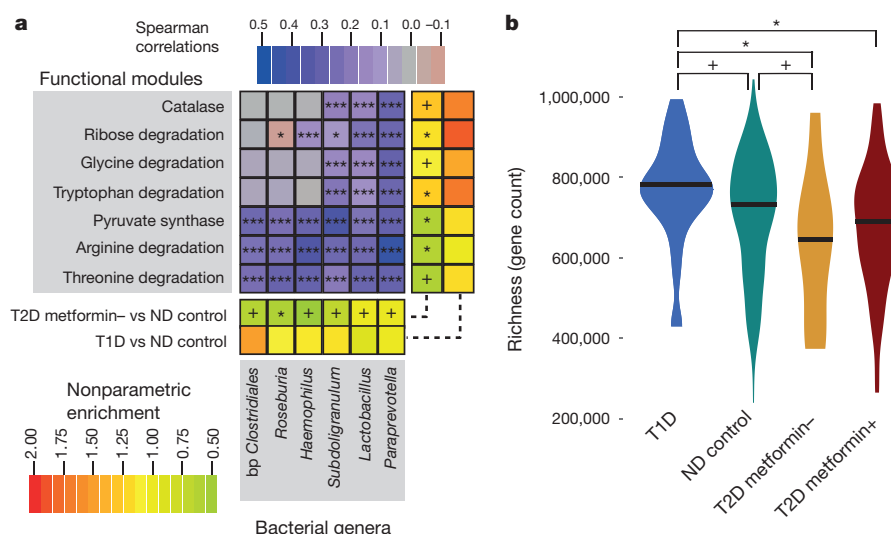 a
Spearman
correlations
0.5 0.4 0.3 0.2 0.1 0.0 −0.1
Functional modules
Catalase *** *** *** +
Ribose degradation * *** * *** *** *
Glycine degradation *** *** *** +
Tryptophan degradation *** *** *** *
Pyruvate synthase *** *** *** *** *** *** *
Arginine degradation *** *** *** *** *** *** *
Threonine degradation *** *** *** *** *** *** +
T2D metformin− vs ND control + * + + + +
T1D vs ND control
Nonparametric
enrichment
2.00 1.75 1.50 1.25 1.00 0.75 0.50
bp Clostridiales
Roseburia
Haemophilus
Subdoligranulum
Lactobacillus
Paraprevotella
Bacterial genera
b
*
*
+ +
Richness (gene count)
1,000,000
800,000
600,000
400,000
200,000
T1D
ND control
T2D metformin−
T2D metformin+